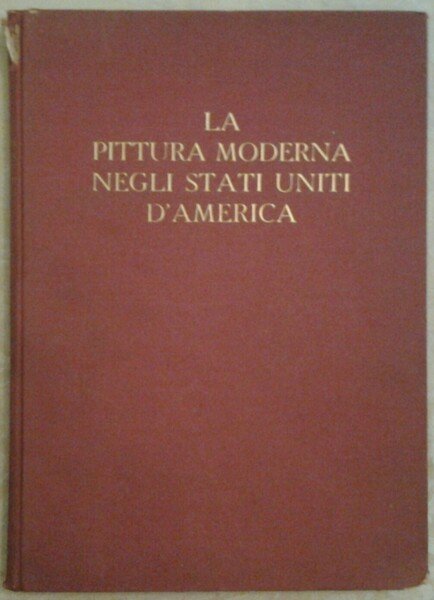 LA
PITTURA MODERNA
NEGLI STATI UNITI
D'AMERICA